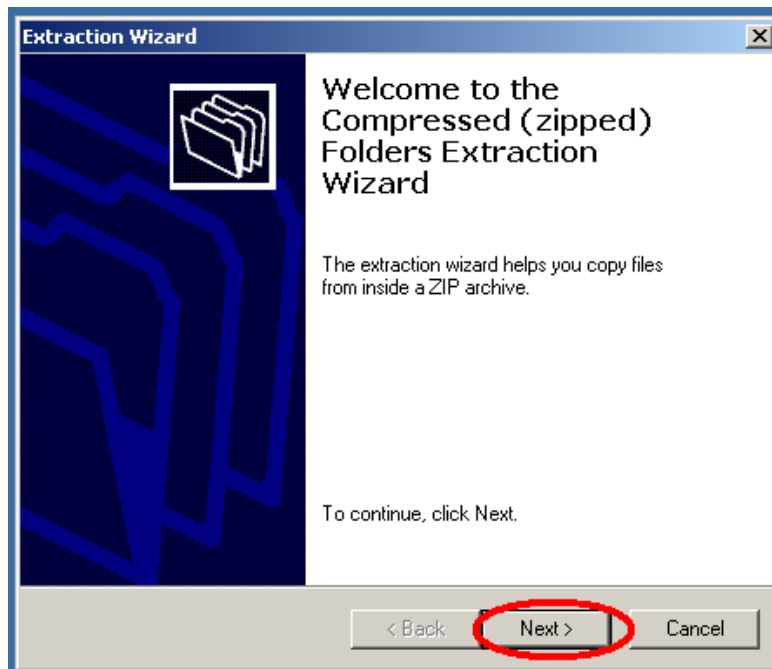 Extraction Wizard
Welcome to the
Compressed (zipped)
Folders Extraction
Wizard
The extraction wizard helps you copy files
from inside a ZIP archive.
To continue, click Next.
< Back Next > Cancel